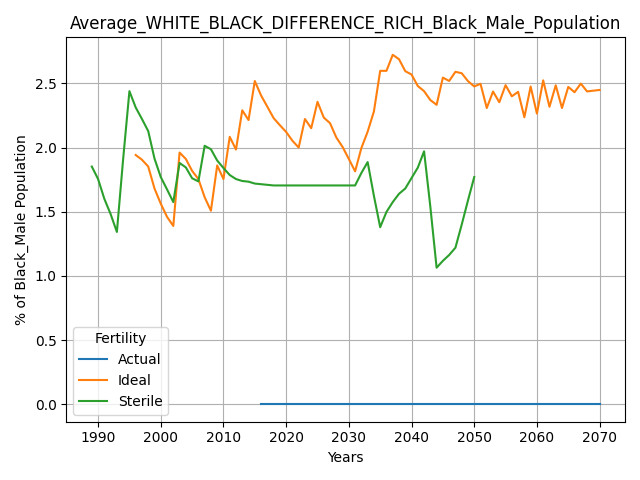 Average_WHITE_BLACK_DIFFERENCE_RICH_Black_Male_Population
% of Black_Male Population
2.5
2.0
1.5
1.0
0.5
0.0
Fertility
Actual
Ideal
Sterile
1990 2000 2010 2020 2030 2040 2050 2060 2070
Years